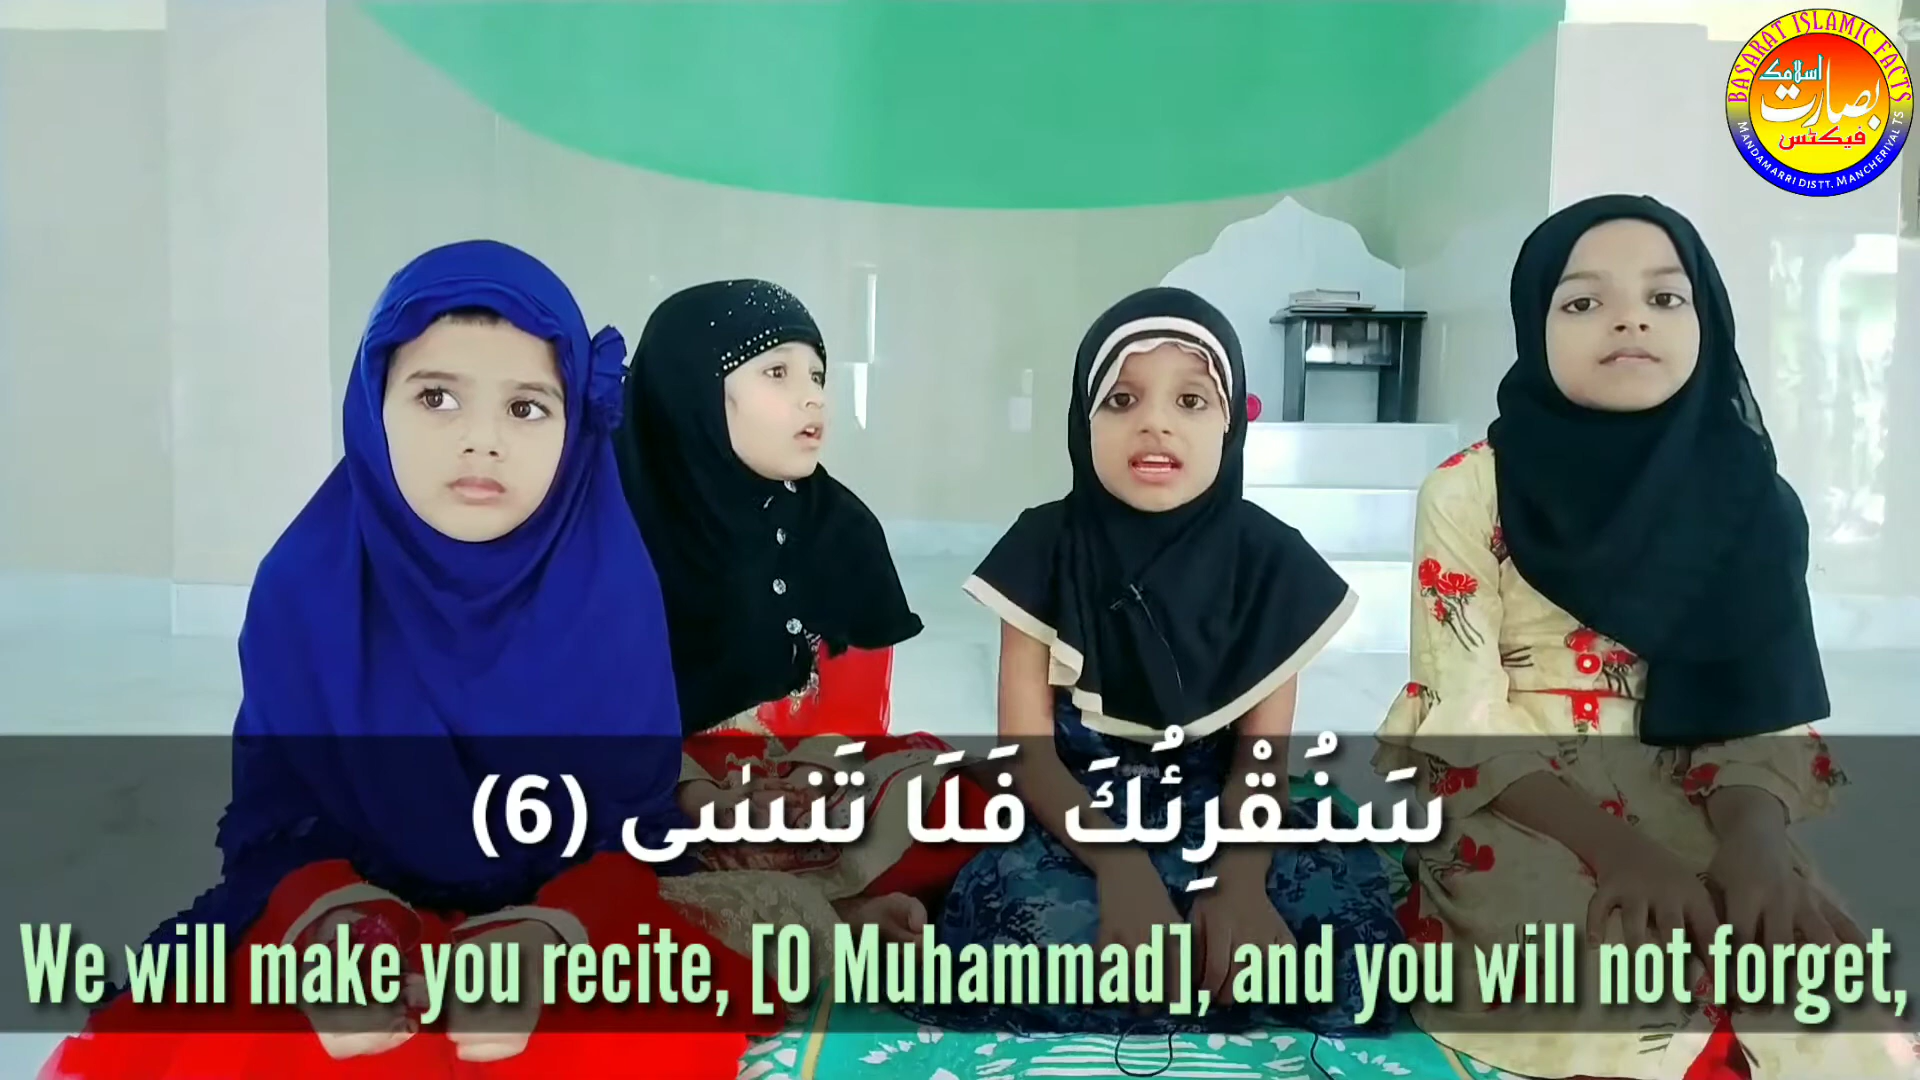 BASARAT ISLAMIC FACTS
اسلامک
بصارت
فیکٹس
MANDAMARRI DISTT. MANCHERIYAL TS
سَنُقْرِئُكَ فَلَا تَنسَىٰ (6)
We will make you recite, [O Muhammad], and you will not forget,